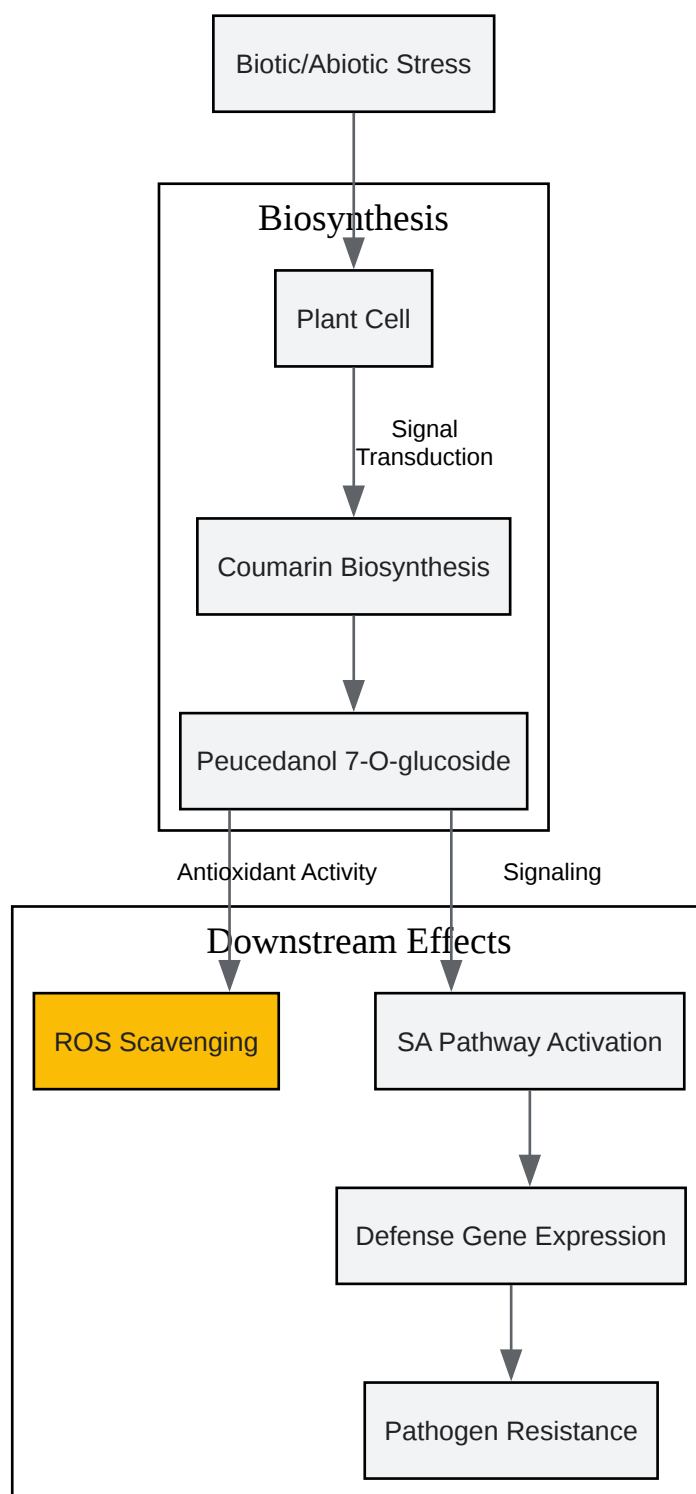 Biotic/Abiotic Stress
Biosynthesis
Plant Cell
Signal
Transduction
Coumarin Biosynthesis
Peucedanol 7-O-glucoside
Antioxidant Activity
Signaling
Downstream Effects
ROS Scavenging
SA Pathway Activation
Defense Gene Expression
Pathogen Resistance